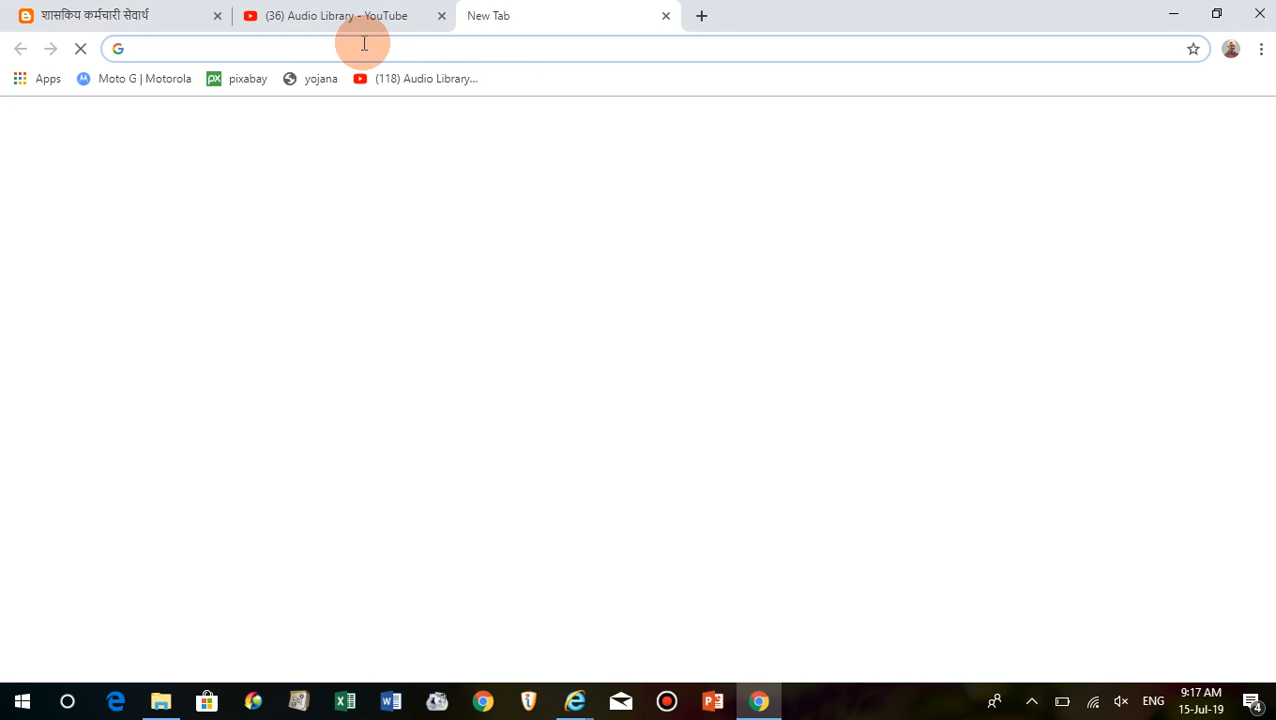 शासकिय कर्मचारी सेवार्थ
(36) Audio Library - YouTube
New Tab
Apps
Moto G | Motorola
pixabay
yojana
(118) Audio Library...
ENG
9:17 AM
15-Jul-19
4